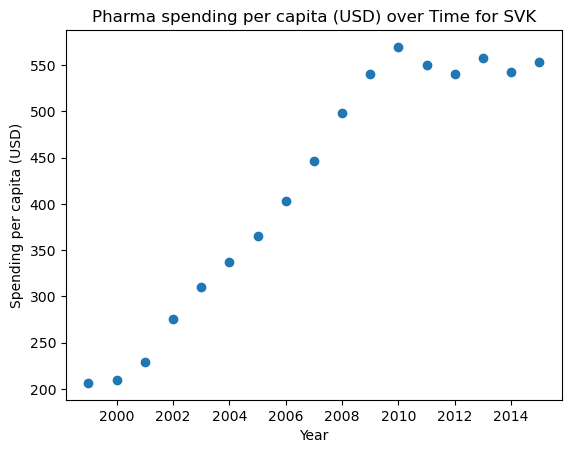 Pharma spending per capita (USD) over Time for SVK
Spending per capita (USD)
550
500
450
400
350
300
250
200
2000 2002 2004 2006 2008 2010 2012 2014
Year